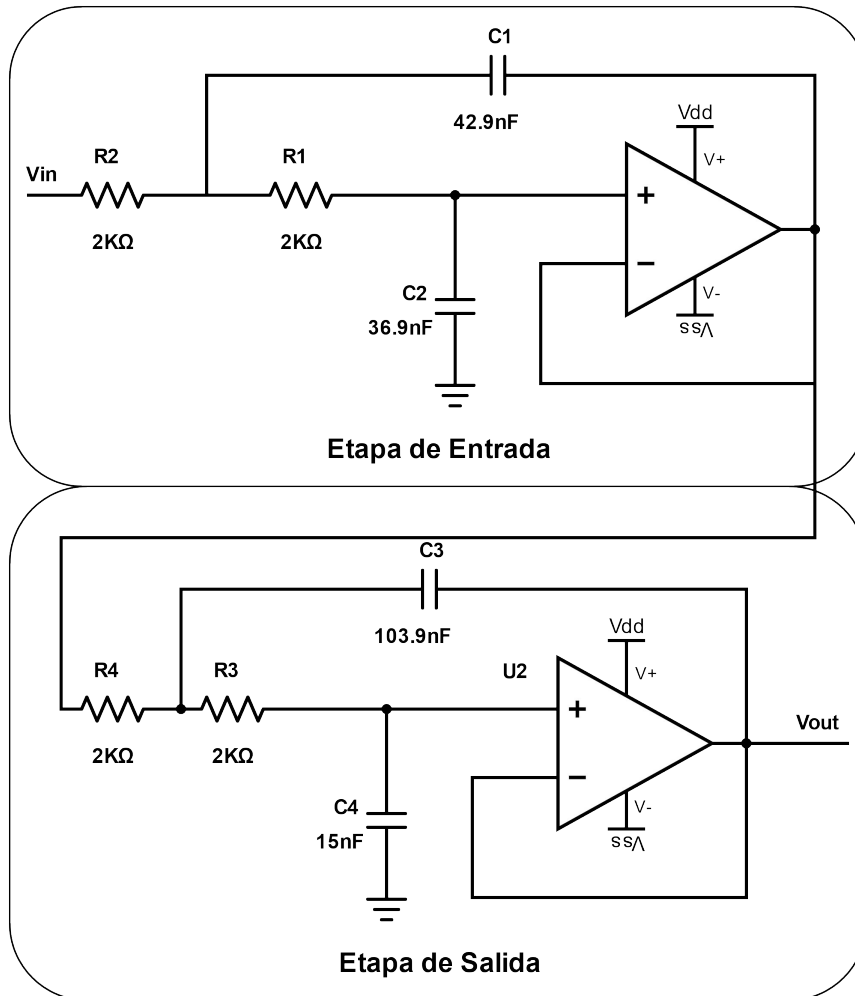 C1
42.9nF
Vdd
V+
R2
R1
Vin
2KΩ
2KΩ
+
−
C2
36.9nF
V-
Vss
Etapa de Entrada
C3
103.9nF
Vdd
V+
R4
R3
U2
2KΩ
2KΩ
+
−
Vout
C4
15nF
V-
Vss
Etapa de Salida